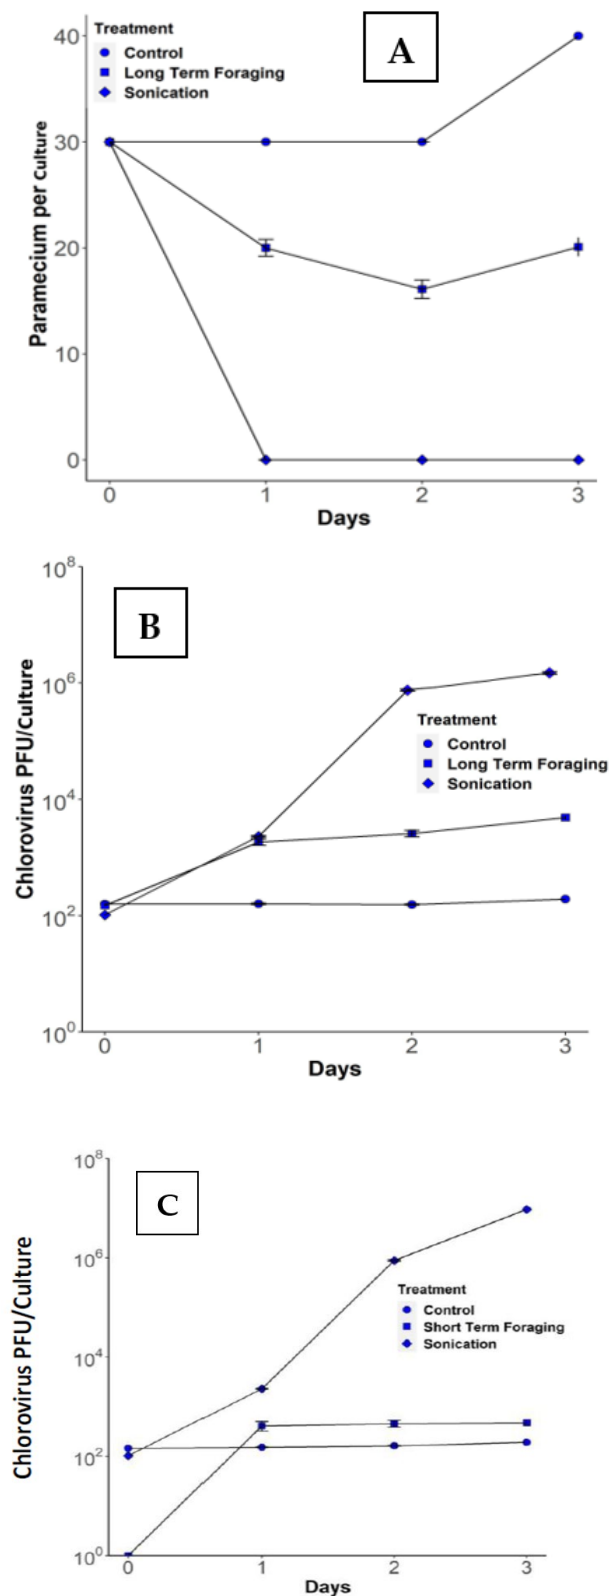 Treatment
Control
Long Term Foraging
Sonication
A
Paramecium per culture
40
30
20
10
0
0 1 2 3
Days
B
Chlorovirus PFU/Culture
10⁸
10⁶
10⁴
10²
10⁰
Treatment
Control
Long Term Foraging
Sonication
0 1 2 3
Days
C
Chlorovirus PFU/Culture
10⁸
10⁶
10⁴
10²
10⁰
Treatment
Control
Short Term Foraging
Sonication
0 1 2 3
Days